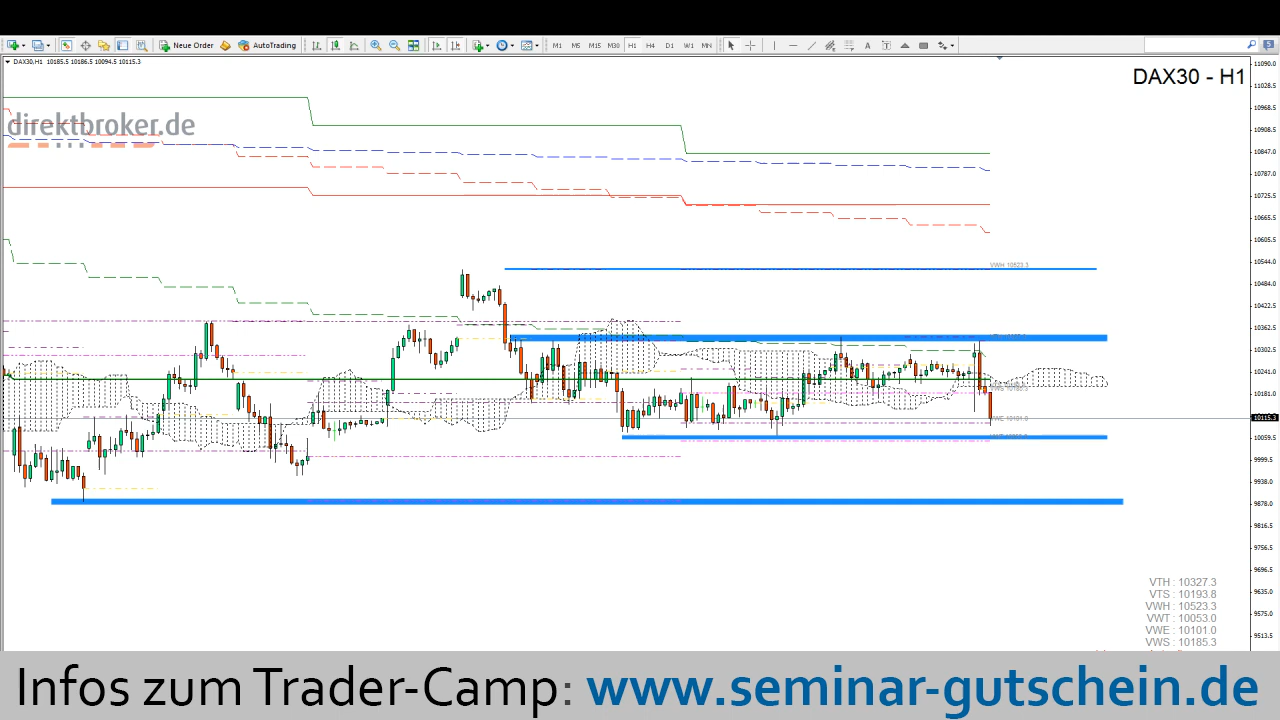 Neue Order AutoTrading M1 M5 M15 M30 H1 H4 D1 W1 MN
DAX30,H1 10185.5 10186.5 10094.5 10115.3
DAX30 - H1
direktbroker.de
VWH 10523.3
VWE 10101.0
11090.0
11028.5
10968.5
10908.5
10847.0
10787.0
10725.5
10665.5
10605.5
10544.0
10484.0
10422.5
10362.5
10302.5
10241.0
10181.0
10115.3
10059.5
9999.5
9938.0
9878.0
9816.5
9756.5
9696.5
9635.0
9575.0
9513.5
VTH : 10327.3
VTS : 10193.8
VWH : 10523.3
VWT : 10053.0
VWE : 10101.0
VWS : 10185.3
Infos zum Trader-Camp: www.seminar-gutschein.de